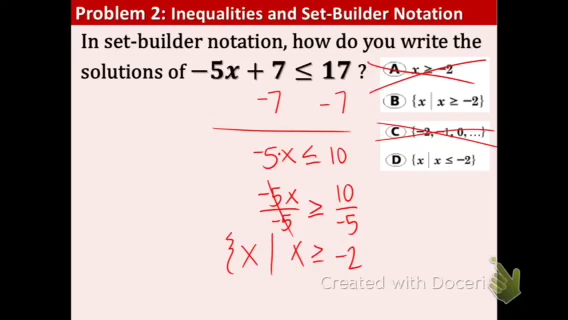 Problem 2: Inequalities and Set-Builder Notation
In set-builder notation, how do you write the
solutions of −5x + 7 ≤ 17 ?
A x ≥ −2
B {x | x ≥ −2}
C {−2, −1, 0, …}
D {x | x ≤ −2}
−7 −7
−5·x ≤ 10
−5x/−5 ≥ 10/−5
{x | x ≥ −2
Created with Doceri